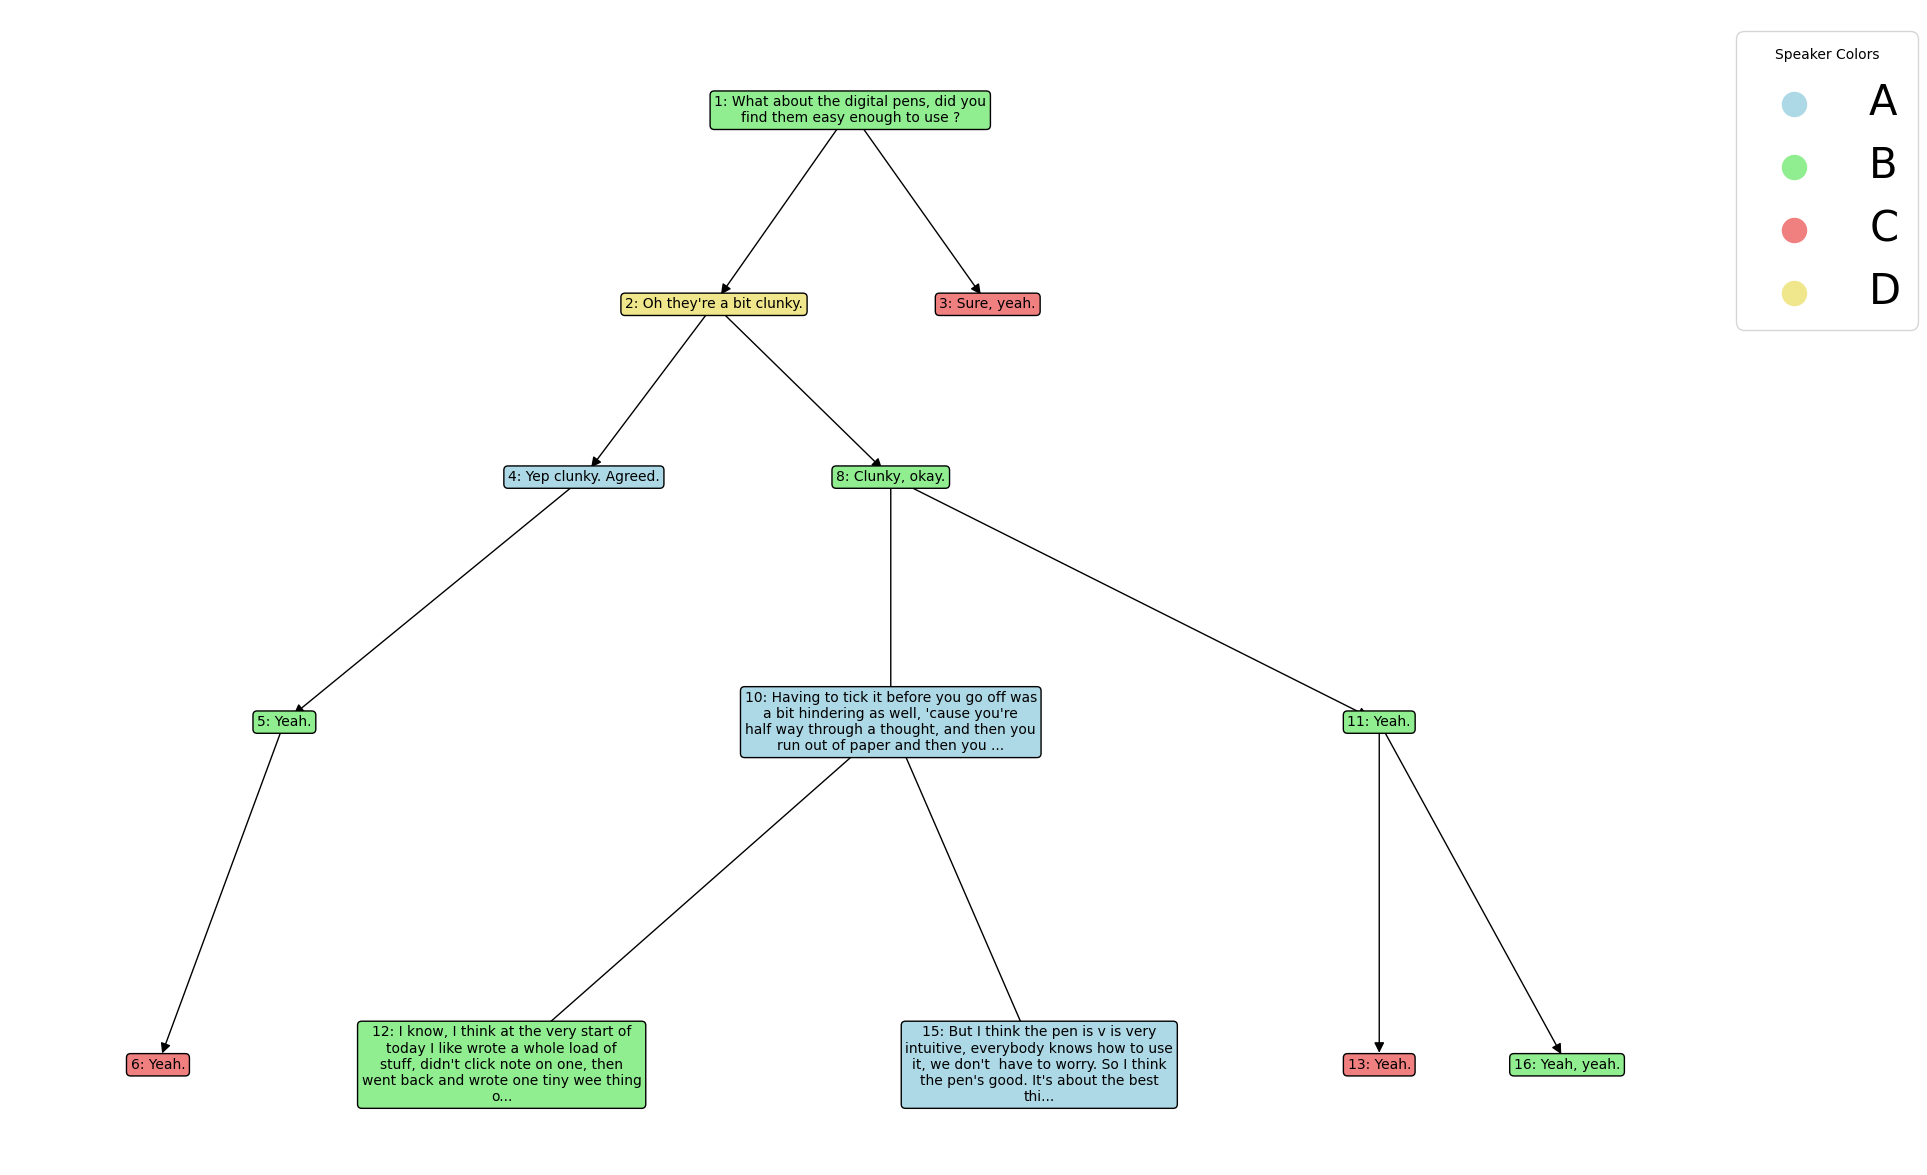 Speaker Colors
A
B
C
D
1: What about the digital pens, did you
find them easy enough to use ?
2: Oh they're a bit clunky.
3: Sure, yeah.
4: Yep clunky. Agreed.
8: Clunky, okay.
5: Yeah.
10: Having to tick it before you go off was
a bit hindering as well, 'cause you're
half way through a thought, and then you
run out of paper and then you ...
11: Yeah.
6: Yeah.
12: I know, I think at the very start of
today I like wrote a whole load of
stuff, didn't click note on one, then
went back and wrote one tiny wee thing
o...
15: But I think the pen is v is very
intuitive, everybody knows how to use
it, we don't  have to worry. So I think
the pen's good. It's about the best
thi...
13: Yeah.
16: Yeah, yeah.